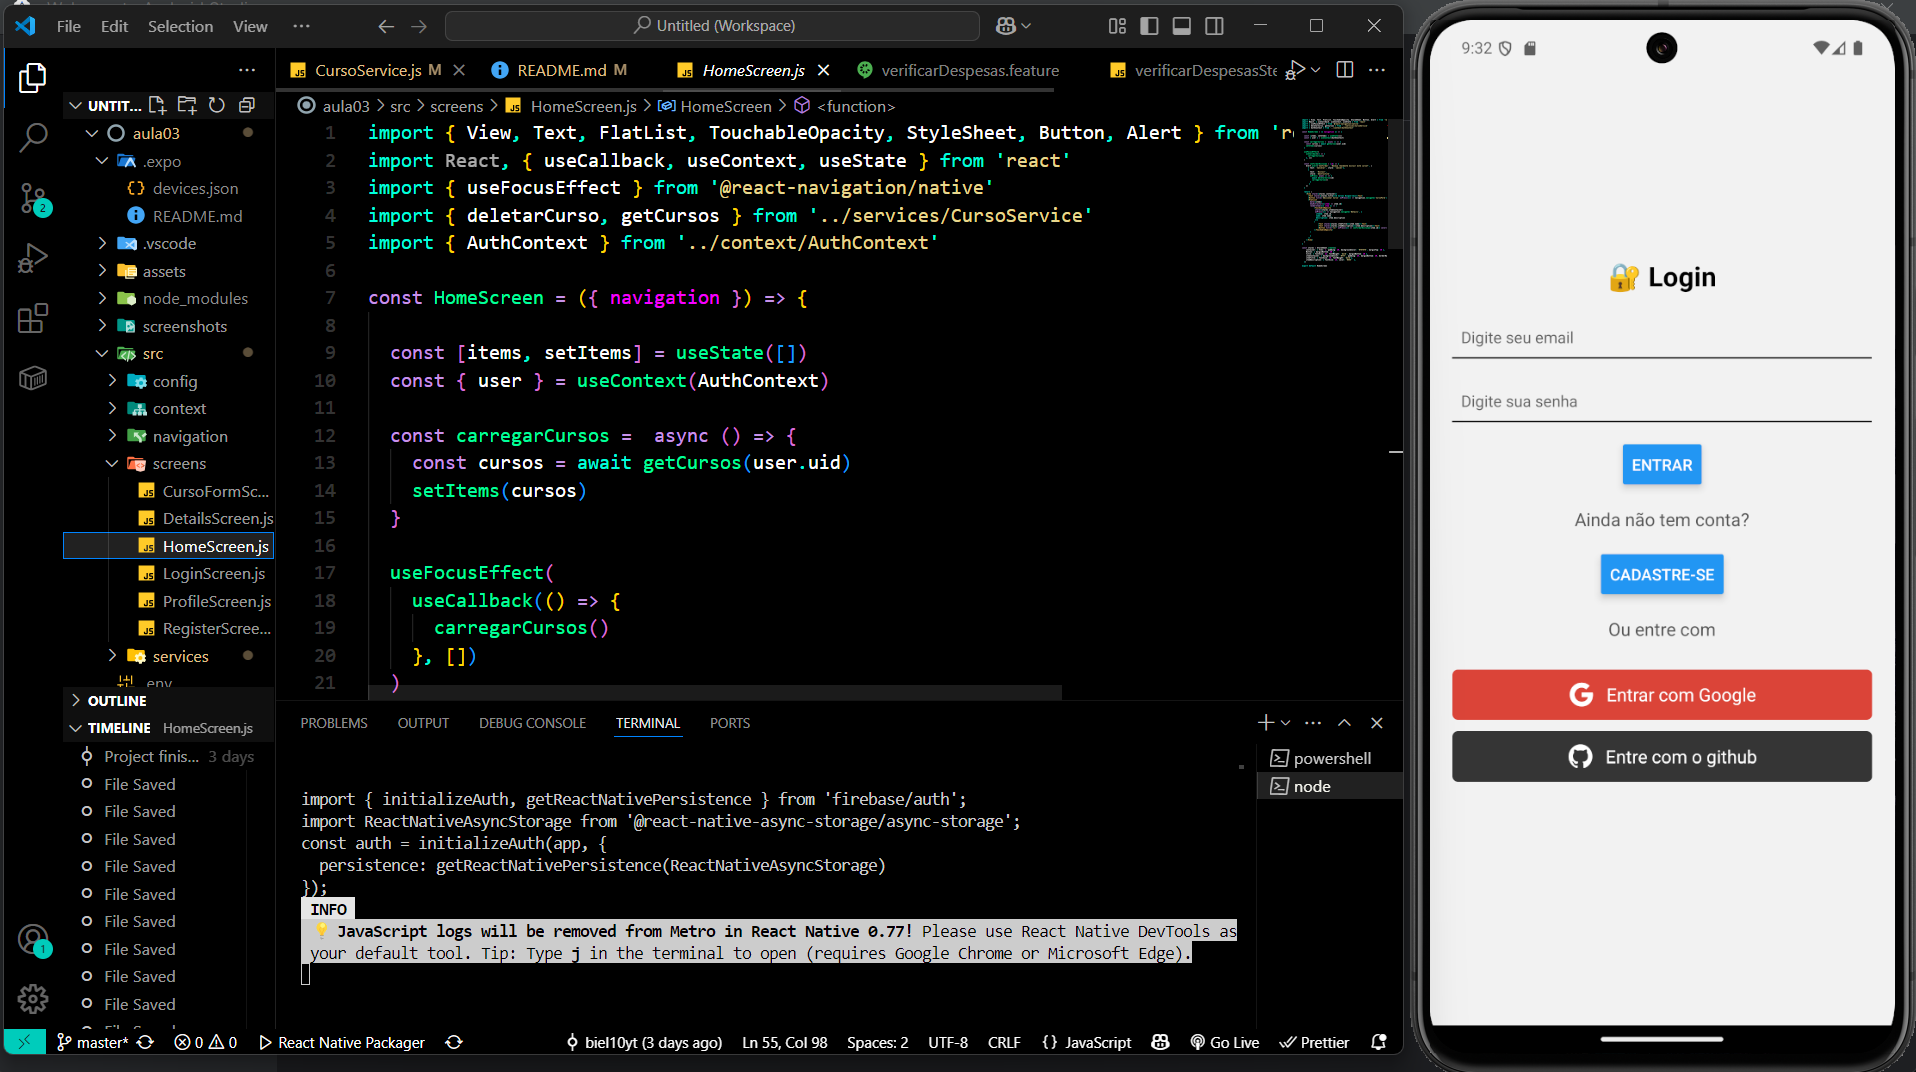 File Edit Selection View ··· Untitled (Workspace)
CursoService.js M README.md M HomeScreen.js verificarDespesas.feature verificarDespesasSte
UNTIT...
aula03 > src > screens > HomeScreen.js > HomeScreen > <function>
aula03
.expo
devices.json
README.md
.vscode
assets
node_modules
screenshots
src
config
context
navigation
screens
CursoFormSc...
DetailsScreen.js
HomeScreen.js
LoginScreen.js
ProfileScreen.js
RegisterScree...
services
.env
OUTLINE
TIMELINE HomeScreen.js
Project finis... 3 days
File Saved
File Saved
File Saved
File Saved
File Saved
File Saved
File Saved
File Saved
File Saved
File Saved
2
1
1 import { View, Text, FlatList, TouchableOpacity, StyleSheet, Button, Alert } from 're
2 import React, { useCallback, useContext, useState } from 'react'
3 import { useFocusEffect } from '@react-navigation/native'
4 import { deletarCurso, getCursos } from '../services/CursoService'
5 import { AuthContext } from '../context/AuthContext'
6
7 const HomeScreen = ({ navigation }) => {
8
9 const [items, setItems] = useState([])
10 const { user } = useContext(AuthContext)
11
12 const carregarCursos =  async () => {
13 const cursos = await getCursos(user.uid)
14 setItems(cursos)
15 }
16
17 useFocusEffect(
18 useCallback(() => {
19 carregarCursos()
20 }, [])
21 )
PROBLEMS OUTPUT DEBUG CONSOLE TERMINAL PORTS
powershell
node
import { initializeAuth, getReactNativePersistence } from 'firebase/auth';
import ReactNativeAsyncStorage from '@react-native-async-storage/async-storage';
const auth = initializeAuth(app, {
persistence: getReactNativePersistence(ReactNativeAsyncStorage)
});
INFO
💡 JavaScript logs will be removed from Metro in React Native 0.77! Please use React Native DevTools as
your default tool. Tip: Type j in the terminal to open (requires Google Chrome or Microsoft Edge).
master* 0 0 React Native Packager biel10yt (3 days ago) Ln 55, Col 98 Spaces: 2 UTF-8 CRLF {} JavaScript Go Live Prettier
9:32
🔐 Login
Digite seu email
Digite sua senha
ENTRAR
Ainda não tem conta?
CADASTRE-SE
Ou entre com
Entrar com Google
Entre com o github